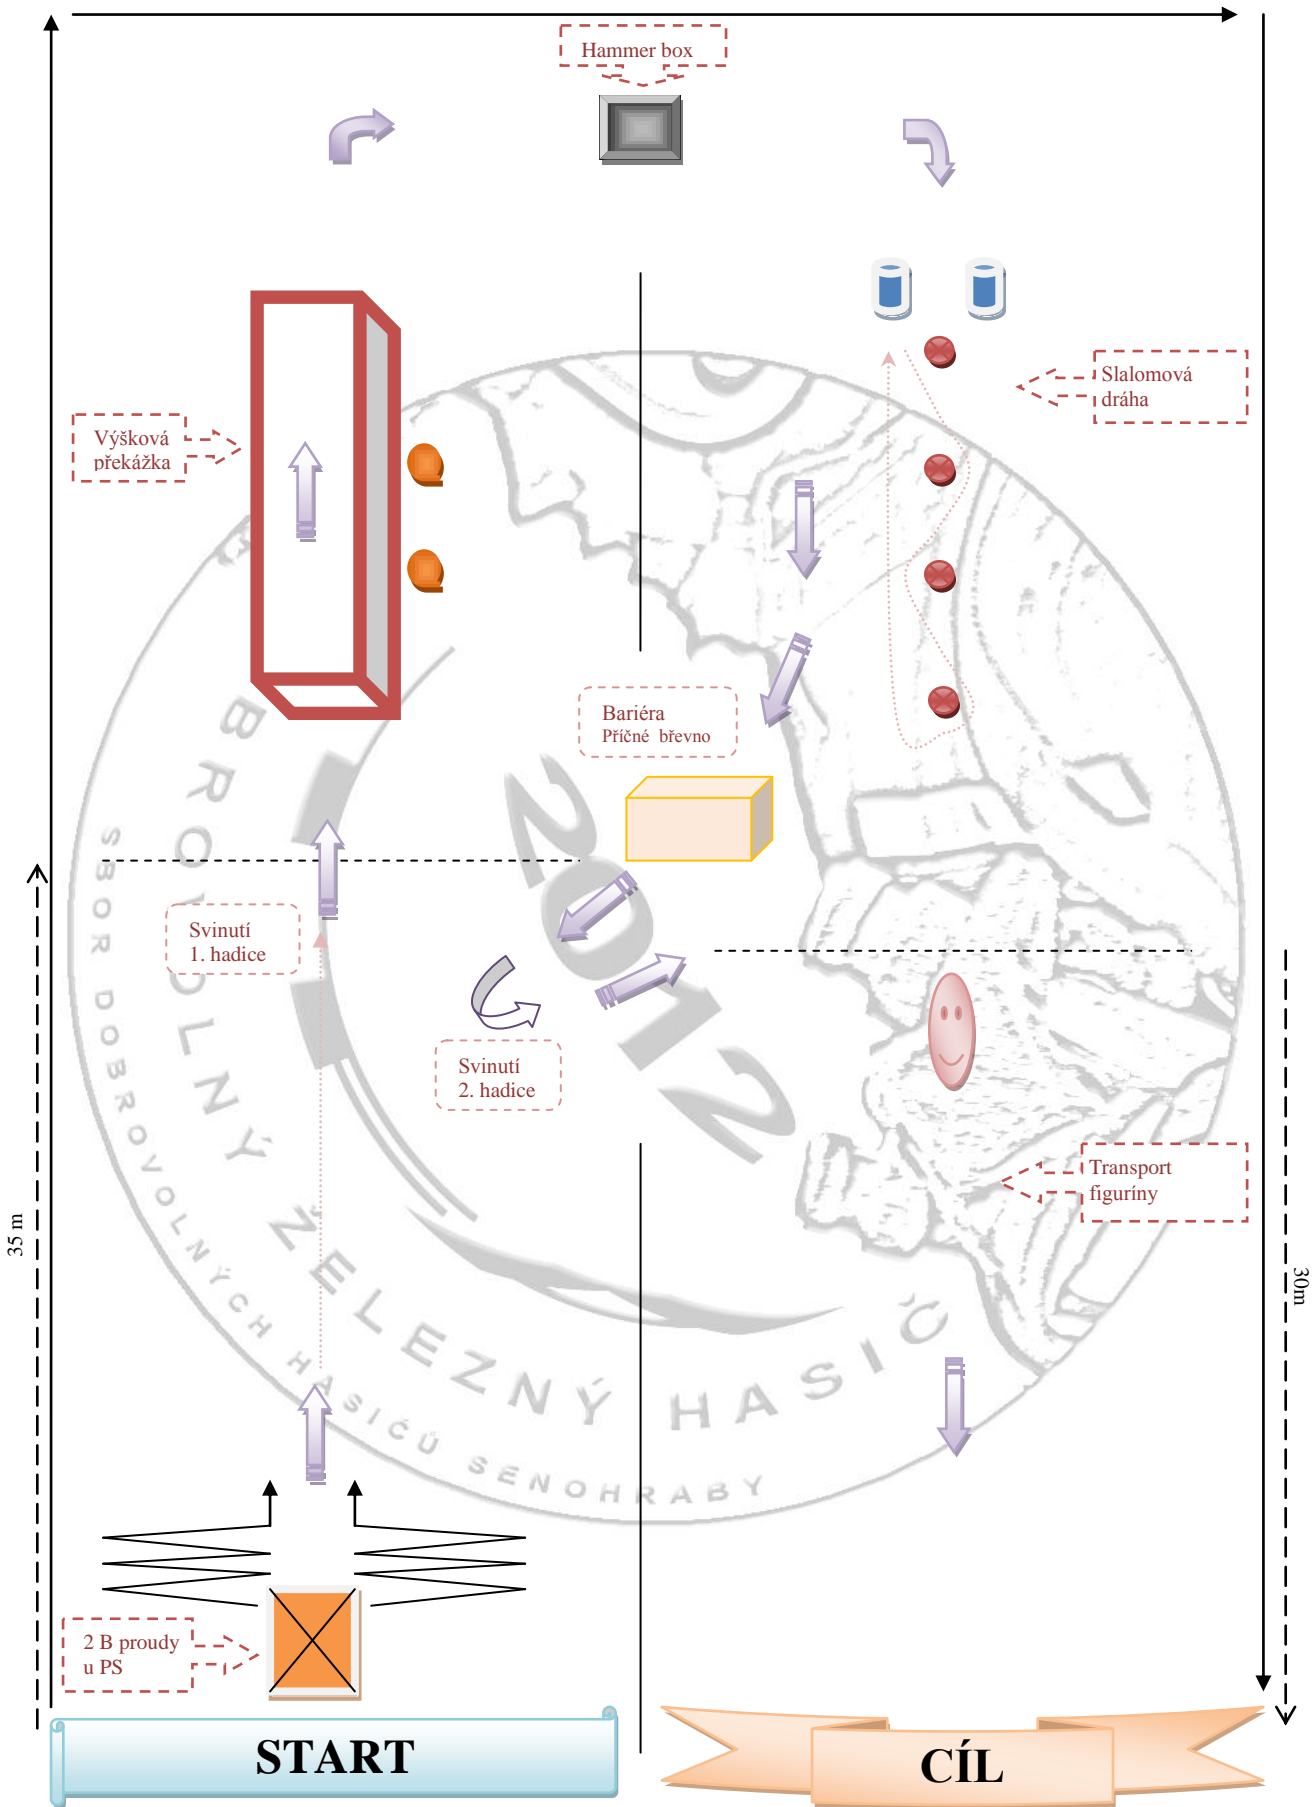 Hammer box
Slalomová
dráha
Výšková
překážka
Bariéra
Příčné břevno
Svinutí
1. hadice
Svinutí
2. hadice
Transport
figuríny
35 m
30m
2 B proudy
u PS
START
CÍL
BROVOLNÝ ŽELEZNÝ HASIČ
SBOR DOBROVOLNÝCH HASIČŮ SENOHRABY
2012